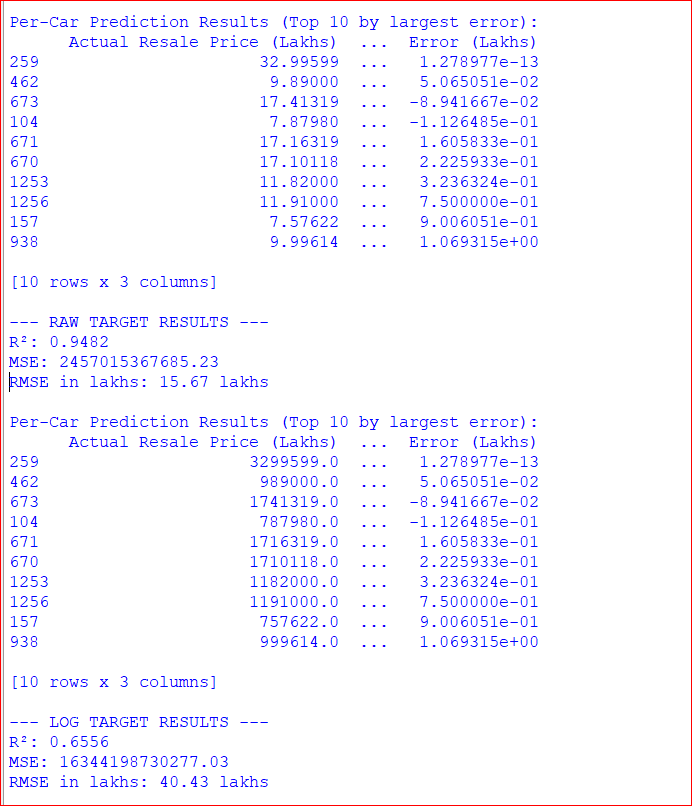 Per-Car Prediction Results (Top 10 by largest error):
Actual Resale Price (Lakhs) ... Error (Lakhs)
259 32.99599 ... 1.278977e-13
462 9.89000 ... 5.065051e-02
673 17.41319 ... -8.941667e-02
104 7.87980 ... -1.126485e-01
671 17.16319 ... 1.605833e-01
670 17.10118 ... 2.225933e-01
1253 11.82000 ... 3.236324e-01
1256 11.91000 ... 7.500000e-01
157 7.57622 ... 9.006051e-01
938 9.99614 ... 1.069315e+00
[10 rows x 3 columns]
--- RAW TARGET RESULTS ---
R²: 0.9482
MSE: 2457015367685.23
RMSE in lakhs: 15.67 lakhs
Per-Car Prediction Results (Top 10 by largest error):
Actual Resale Price (Lakhs) ... Error (Lakhs)
259 3299599.0 ... 1.278977e-13
462 989000.0 ... 5.065051e-02
673 1741319.0 ... -8.941667e-02
104 787980.0 ... -1.126485e-01
671 1716319.0 ... 1.605833e-01
670 1710118.0 ... 2.225933e-01
1253 1182000.0 ... 3.236324e-01
1256 1191000.0 ... 7.500000e-01
157 757622.0 ... 9.006051e-01
938 999614.0 ... 1.069315e+00
[10 rows x 3 columns]
--- LOG TARGET RESULTS ---
R²: 0.6556
MSE: 16344198730277.03
RMSE in lakhs: 40.43 lakhs